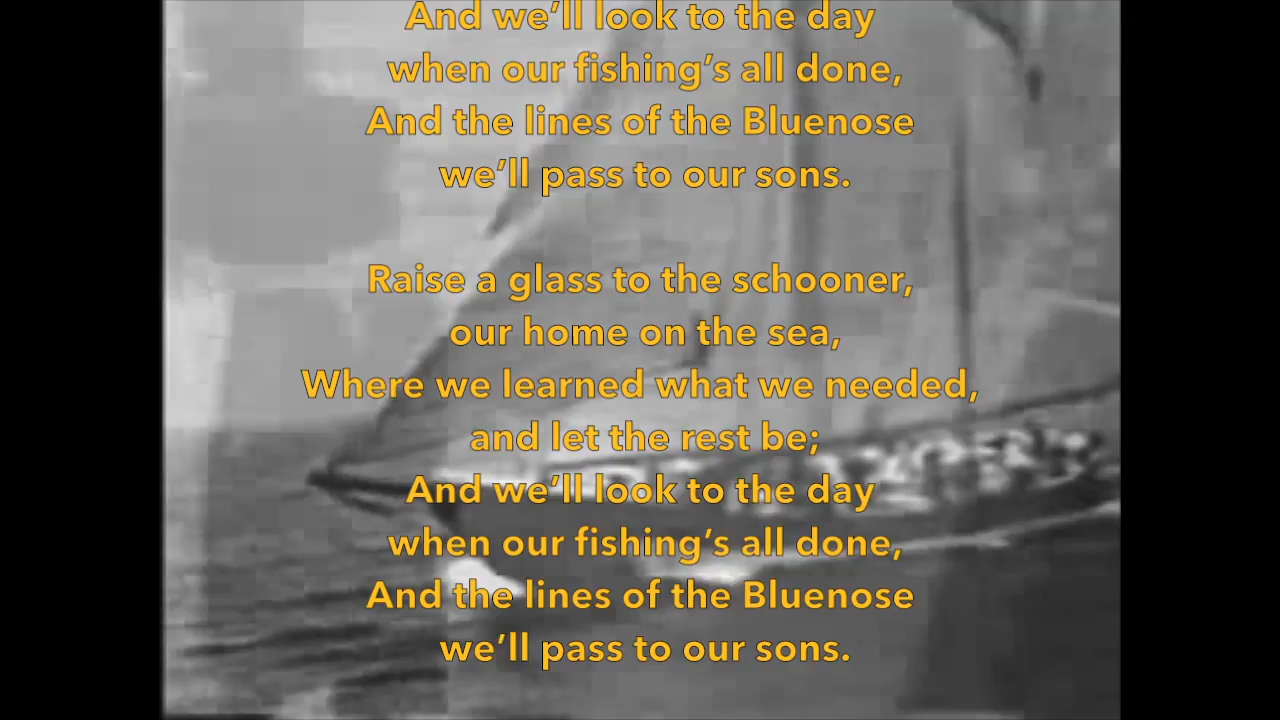 And we’ll look to the day
when our fishing’s all done,
And the lines of the Bluenose
we’ll pass to our sons.
Raise a glass to the schooner,
our home on the sea,
Where we learned what we needed,
and let the rest be;
And we’ll look to the day
when our fishing’s all done,
And the lines of the Bluenose
we’ll pass to our sons.